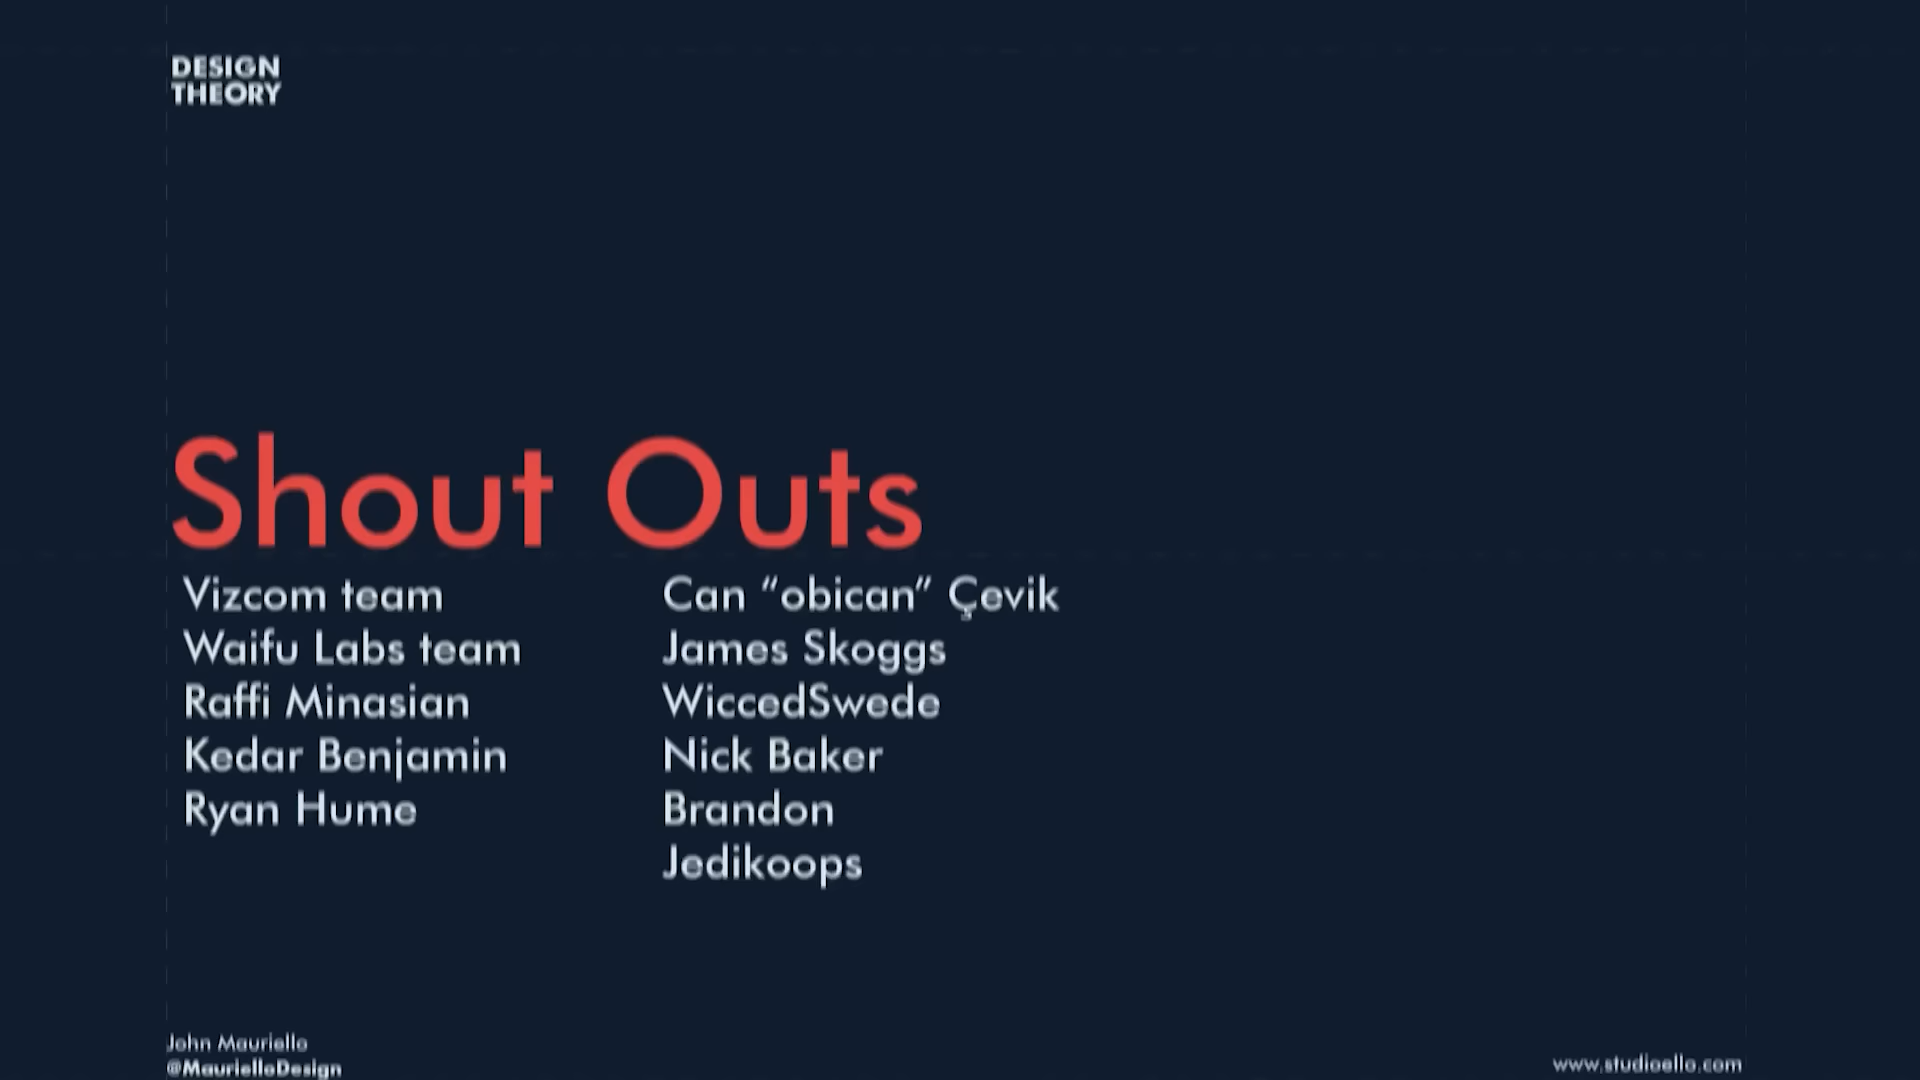 DESIGN
THEORY
Shout Outs
Vizcom team
Waifu Labs team
Raffi Minasian
Kedar Benjamin
Ryan Hume
Can “obican” Çevik
James Skoggs
WiccedSwede
Nick Baker
Brandon
Jedikoops
John Mauriello
@MaurielloDesign
www.studioello.com